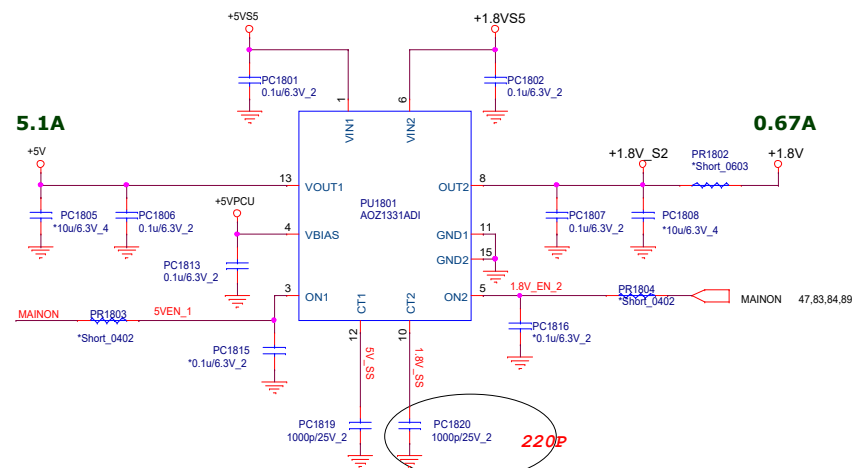 +5VS5
+1.8VS5
PC1801
0.1u/6.3V_2
PC1802
0.1u/6.3V_2
1
6
VIN1
VIN2
5.1A
0.67A
+5V
+1.8V_S2
PR1802
*Short_0603
+1.8V
13
VOUT1
OUT2
8
PU1801
AOZ1331ADI
PC1805
*10u/6.3V_4
PC1806
0.1u/6.3V_2
+5VPCU
4
VBIAS
GND1
11
GND2
15
PC1807
0.1u/6.3V_2
PC1808
*10u/6.3V_4
PC1813
0.1u/6.3V_2
3
ON1
ON2
5
1.8V_EN_2
PR1804
*Short_0402
MAINON 47,83,84,89
MAINON
PR1803
*Short_0402
5VEN_1
CT1
CT2
12
10
5V_SS
1.8V_SS
PC1815
*0.1u/6.3V_2
PC1816
*0.1u/6.3V_2
PC1819
1000p/25V_2
PC1820
1000p/25V_2
220P